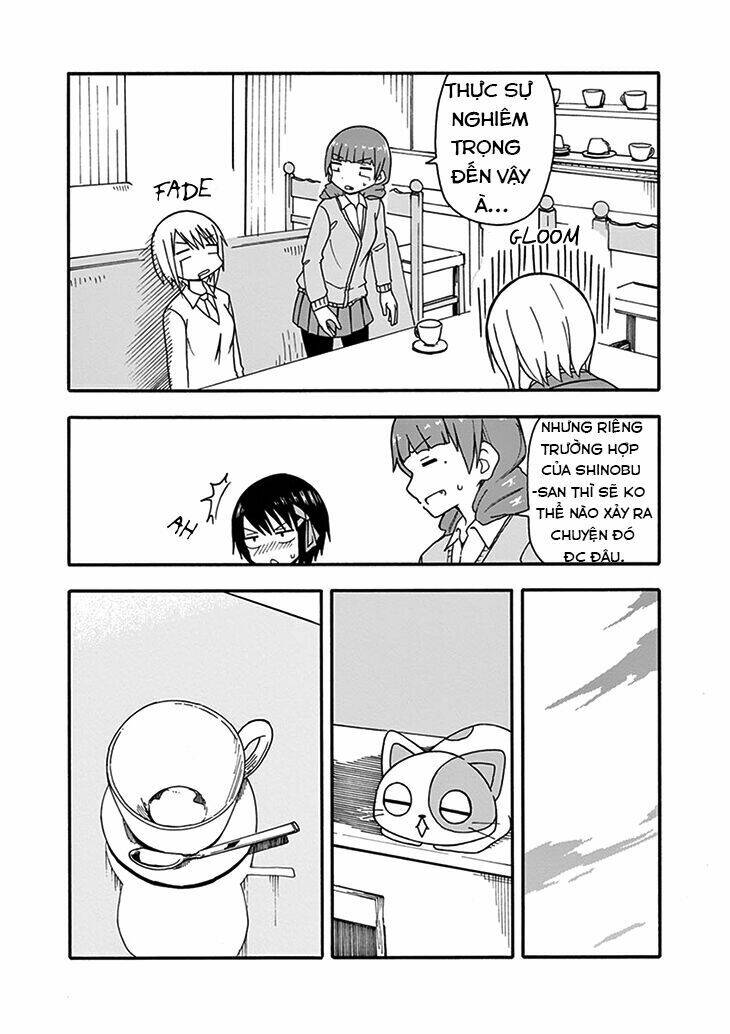 THỰC SỰ
NGHIÊM
TRỌNG
ĐẾN VẬY
À...
FADE
GLOOM
NHƯNG RIÊNG
TRƯỜNG HỢP
CỦA SHINOBU
-SAN THÌ SẼ KO
THỂ NÀO XẢY RA
CHUYỆN ĐÓ
ĐC ĐÂU.
AH